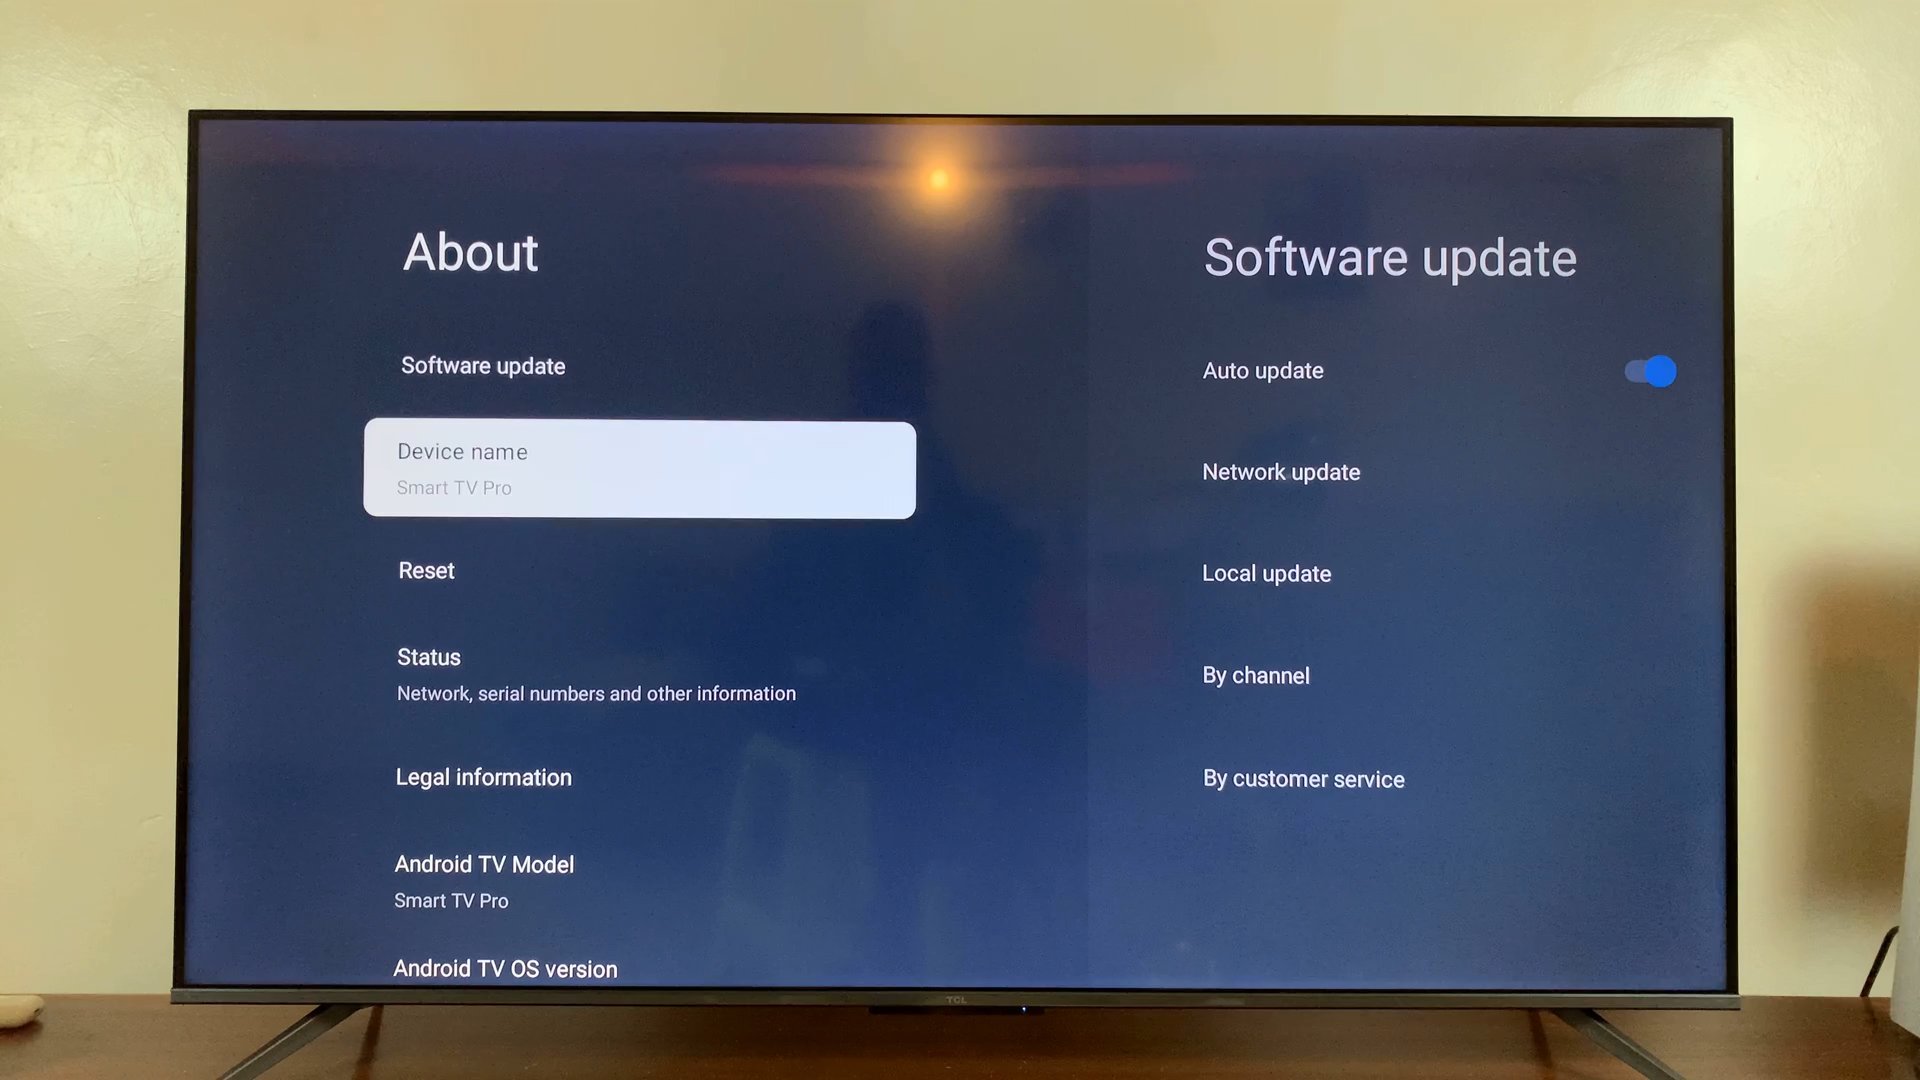 About
Software update
Device name
Smart TV Pro
Reset
Status
Network, serial numbers and other information
Legal information
Android TV Model
Smart TV Pro
Android TV OS version
Software update
Auto update
Network update
Local update
By channel
By customer service
TCL